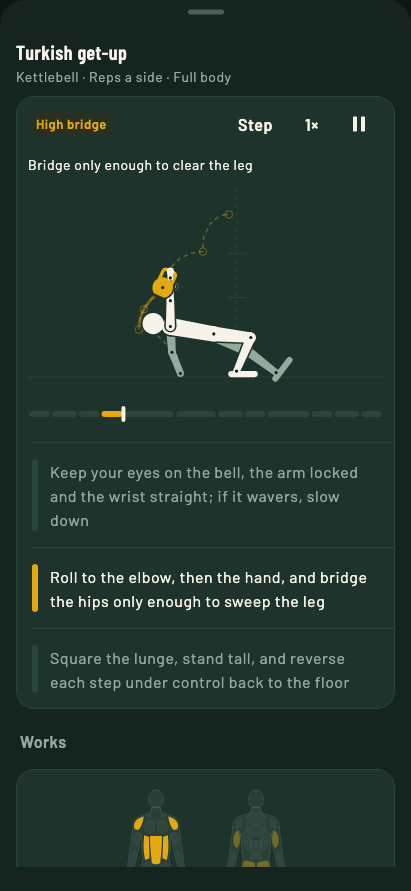 Turkish get-up
Kettlebell · Reps a side · Full body
High bridge
Step
1×
Bridge only enough to clear the leg
Keep your eyes on the bell, the arm locked
and the wrist straight; if it wavers, slow
down
Roll to the elbow, then the hand, and bridge
the hips only enough to sweep the leg
Square the lunge, stand tall, and reverse
each step under control back to the floor
Works